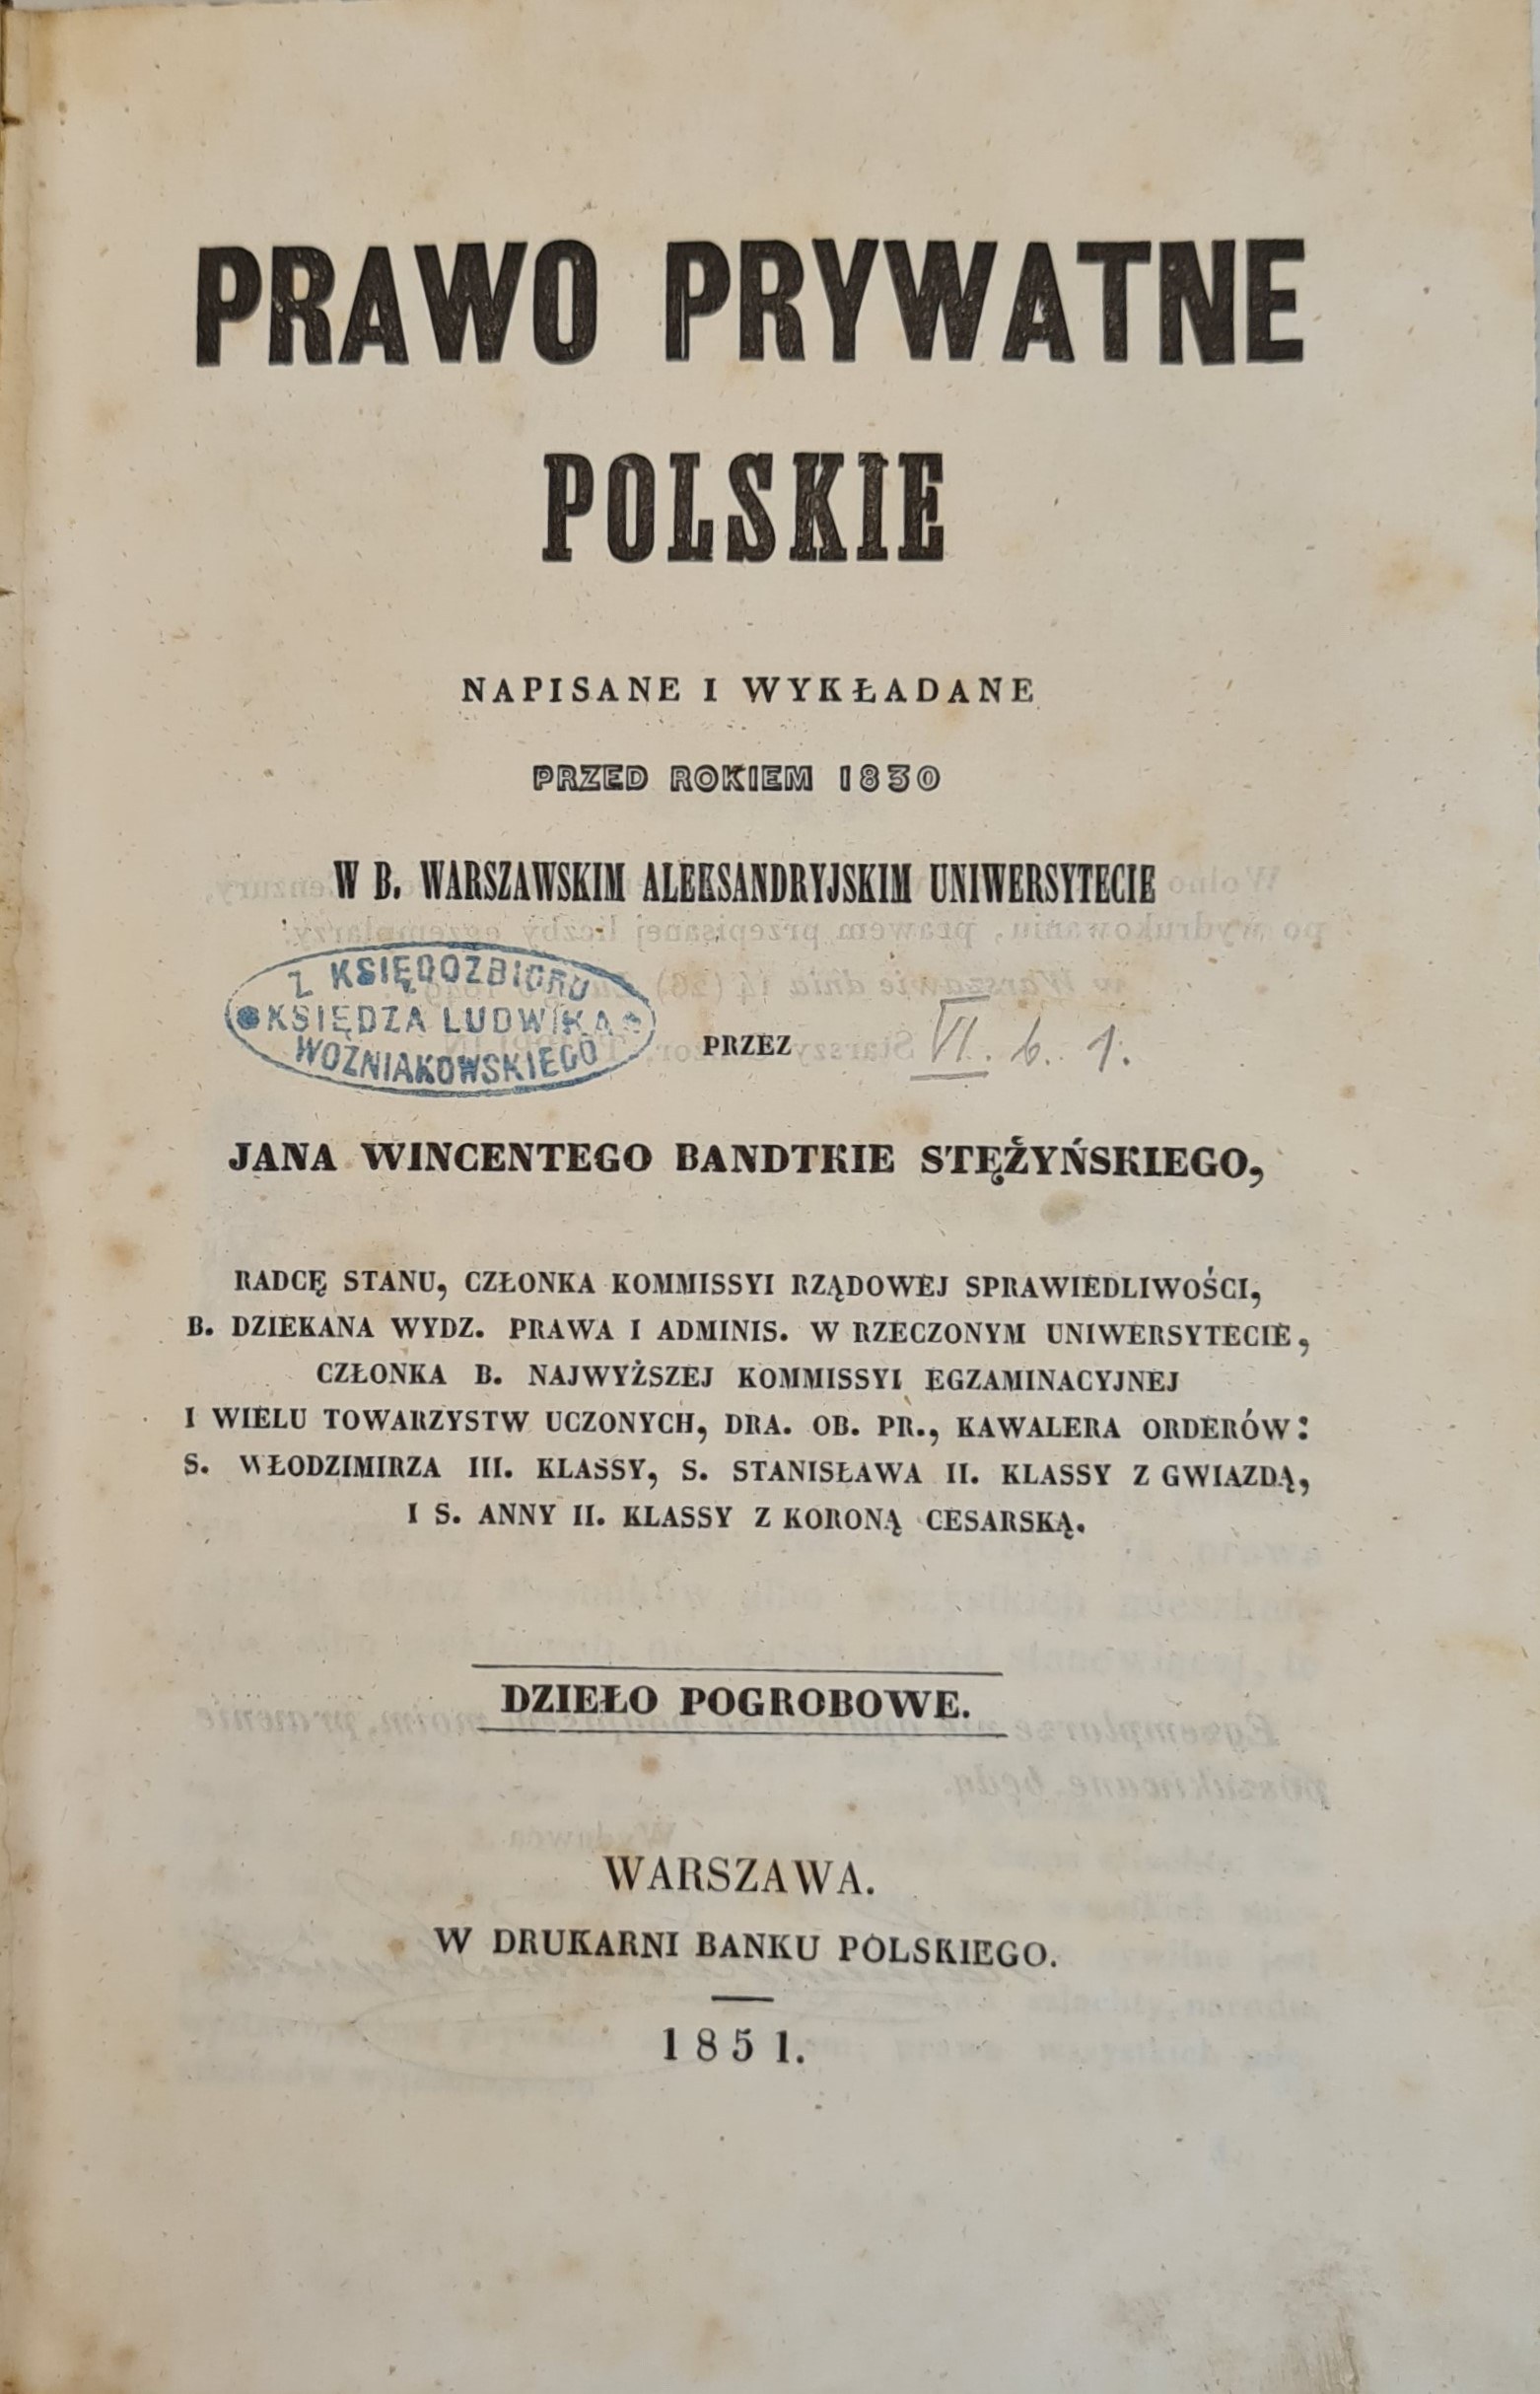 PRAWO PRYWATNE
POLSKIE
NAPISANE I WYKŁADANE
PRZED ROKIEM 1830
W B. WARSZAWSKIM ALEKSANDRYJSKIM UNIWERSYTECIE
Z KSIĘGOZBIORU
KSIĘDZA LUDWIKA
WOŹNIAKOWSKIEGO
PRZEZ
VI. b. 1.
JANA WINCENTEGO BANDTKIE STĘŻYŃSKIEGO,
RADCĘ STANU, CZŁONKA KOMMISSYI RZĄDOWEJ SPRAWIEDLIWOŚCI,
B. DZIEKANA WYDZ. PRAWA I ADMINIS. W RZECZONYM UNIWERSYTECIE,
CZŁONKA B. NAJWYŻSZEJ KOMMISSYI EGZAMINACYJNEJ
I WIELU TOWARZYSTW UCZONYCH, DRA. OB. PR., KAWALERA ORDERÓW:
S. WŁODZIMIRZA III. KLASSY, S. STANISŁAWA II. KLASSY Z GWIAZDĄ,
I S. ANNY II. KLASSY Z KORONĄ CESARSKĄ.
DZIEŁO POGROBOWE.
WARSZAWA.
W DRUKARNI BANKU POLSKIEGO.
1851.